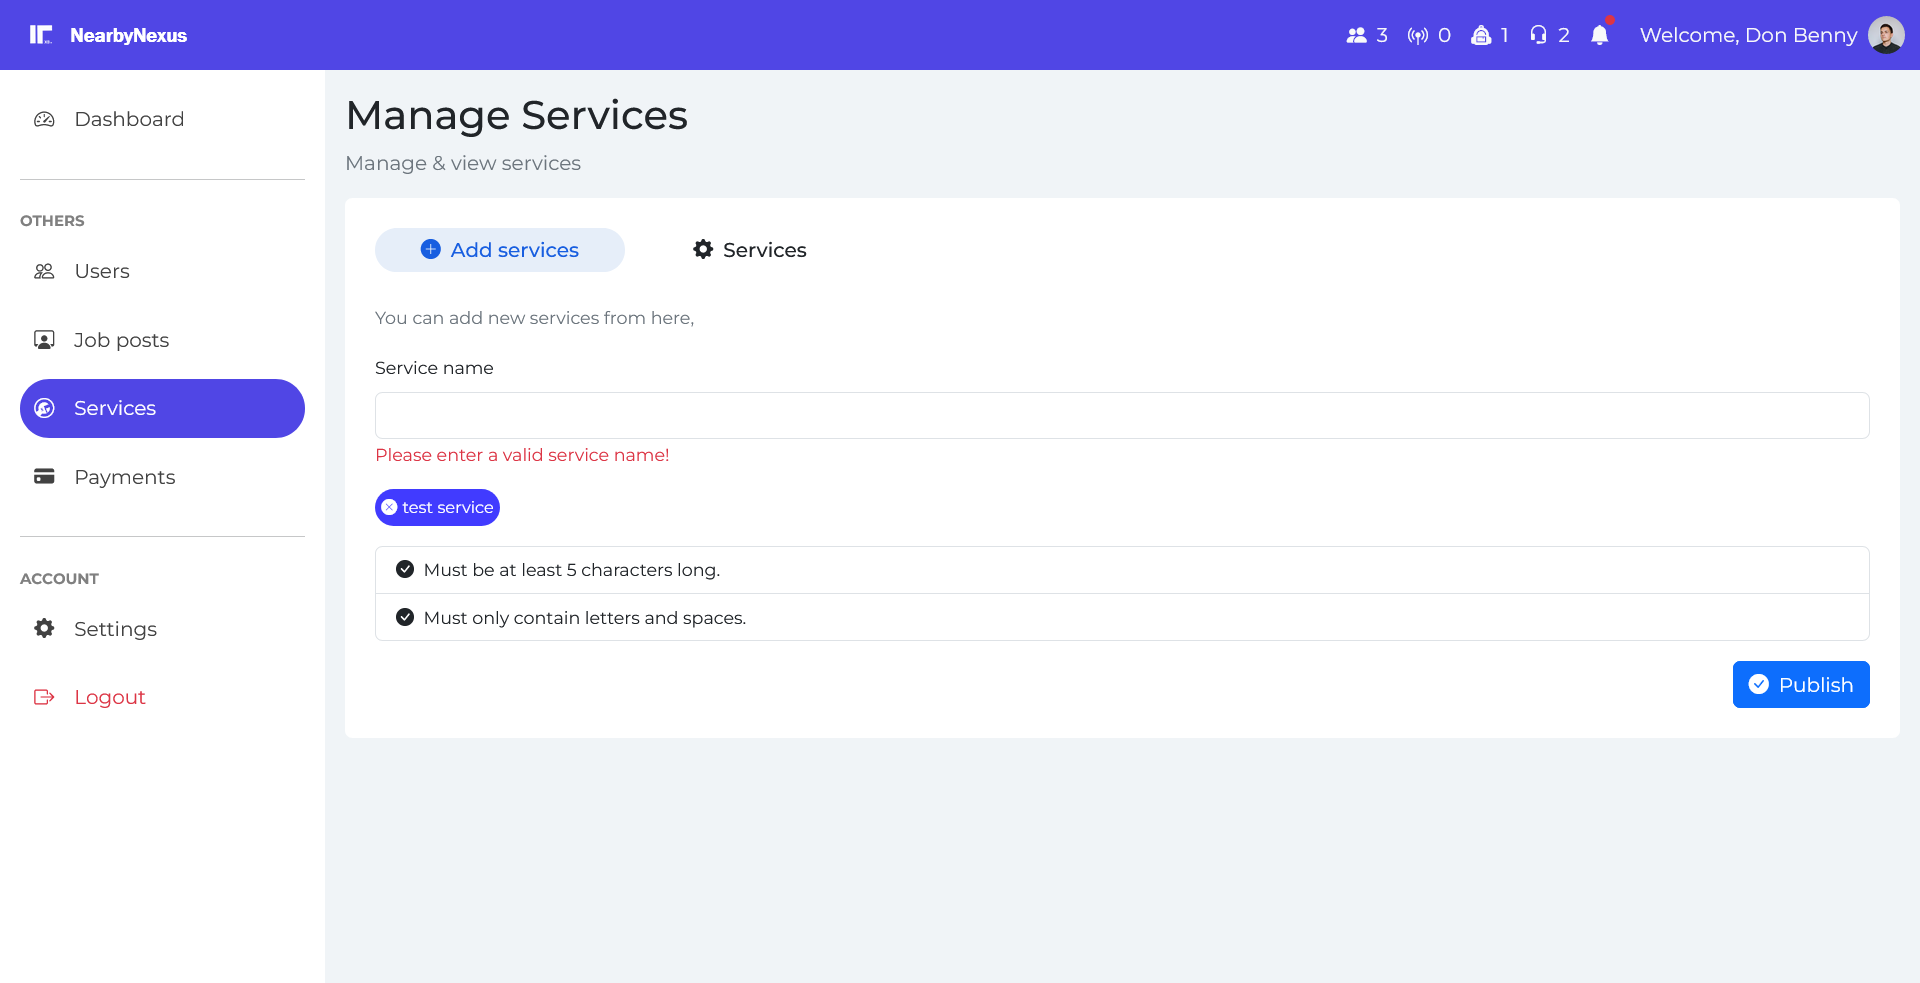 NearbyNexus
3 0 1 2 Welcome, Don Benny
Dashboard
OTHERS
Users
Job posts
Services
Payments
ACCOUNT
Settings
Logout
Manage Services
Manage & view services
Add services Services
You can add new services from here,
Service name
Please enter a valid service name!
test service
Must be at least 5 characters long.
Must only contain letters and spaces.
Publish